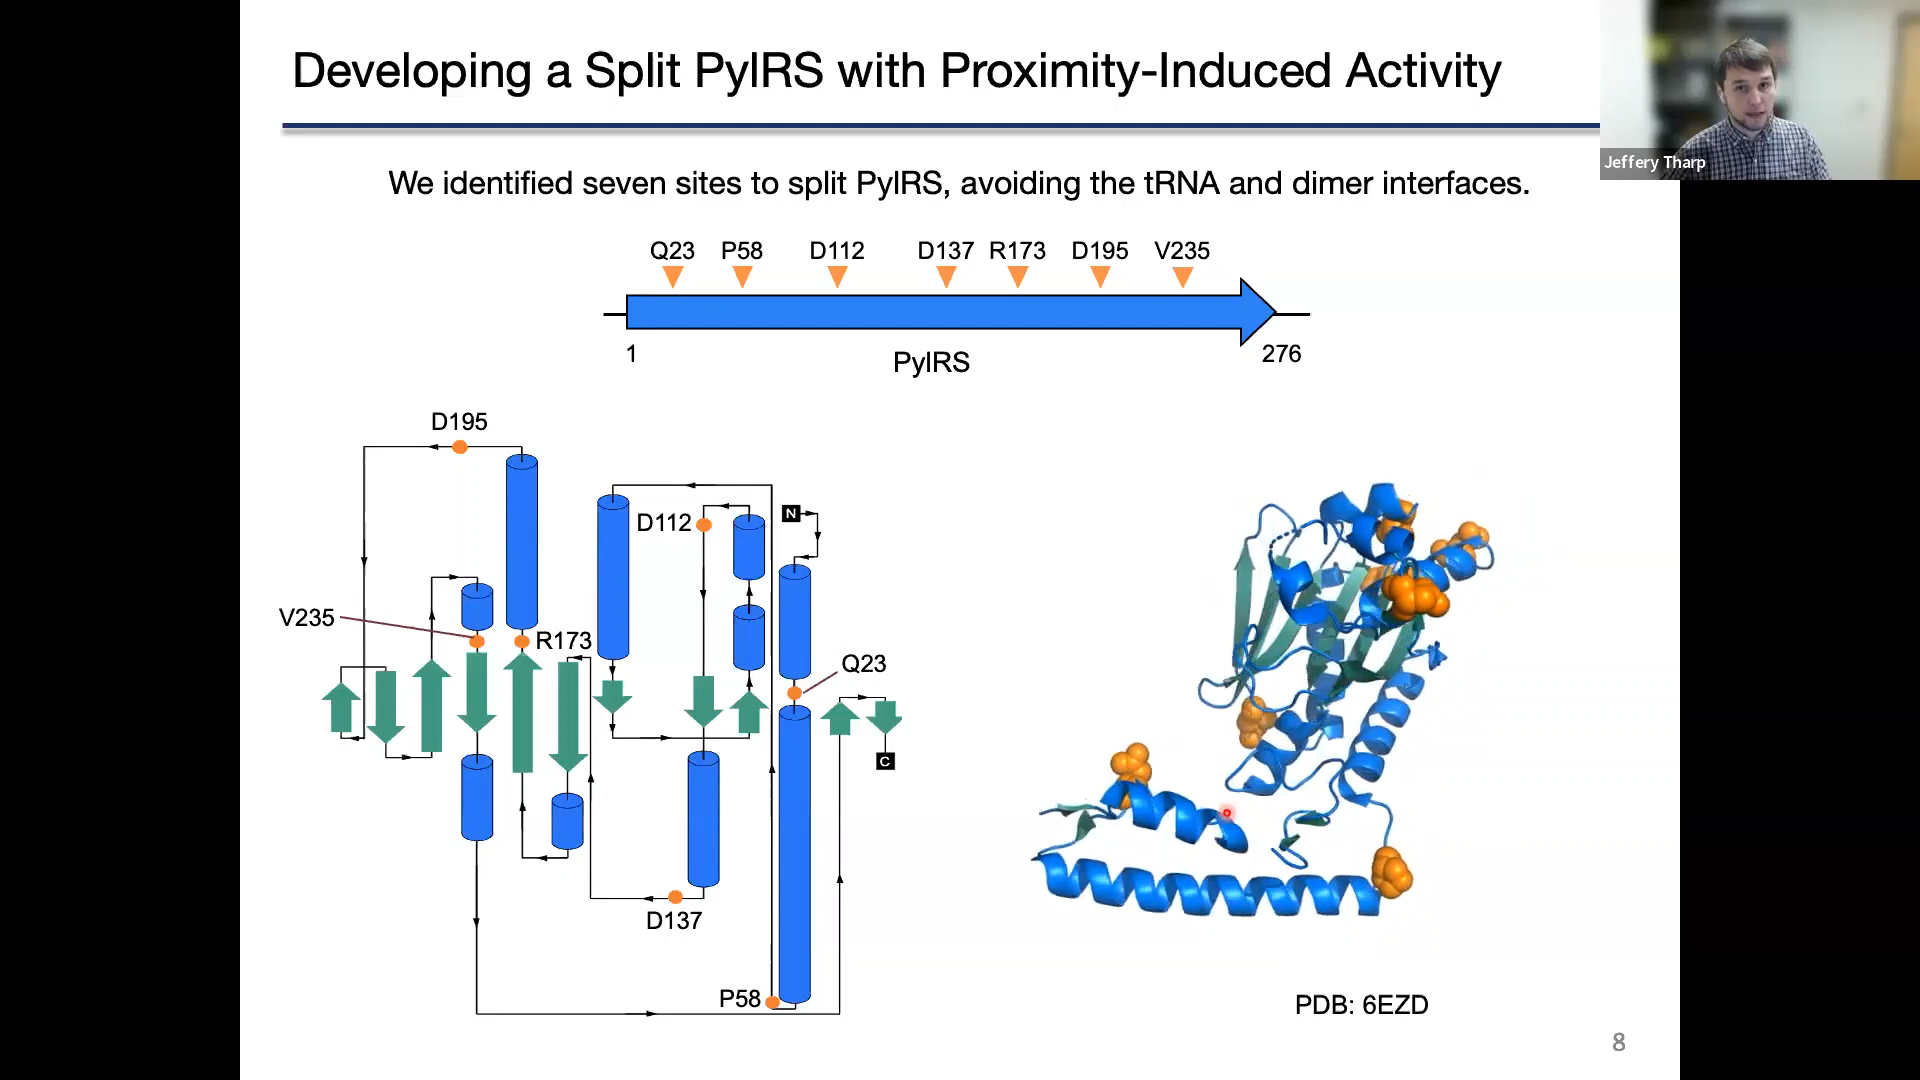 Developing a Split PylRS with Proximity-Induced Activity
Jeffery Tharp
We identified seven sites to split PylRS, avoiding the tRNA and dimer interfaces.
Q23 P58 D112 D137 R173 D195 V235
1 276
PylRS
D195
N
D112
V235
R173
Q23
C
D137
P58
PDB: 6EZD
8